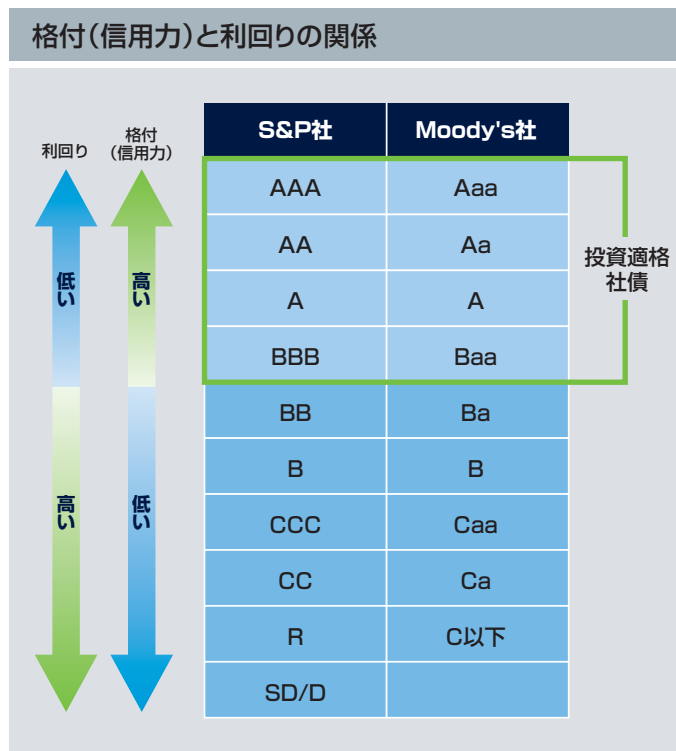 格付（信用力）と利回りの関係
利回り
格付
（信用力）
S&P社 Moody's社
AAA Aaa
AA Aa
A A
BBB Baa
BB Ba
B B
CCC Caa
CC Ca
R C以下
SD/D
投資適格
社債
低い
高い
高い
低い